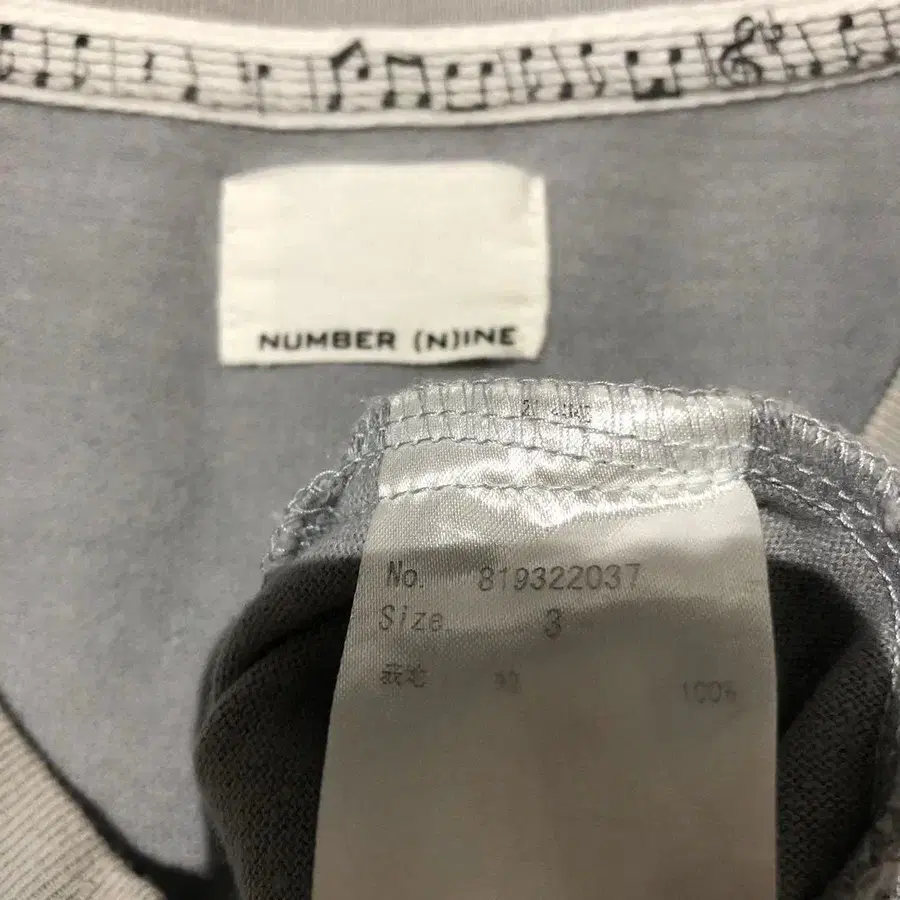 NUMBER (N)INE
No. 819322037
Size 3
表地 綿 100%